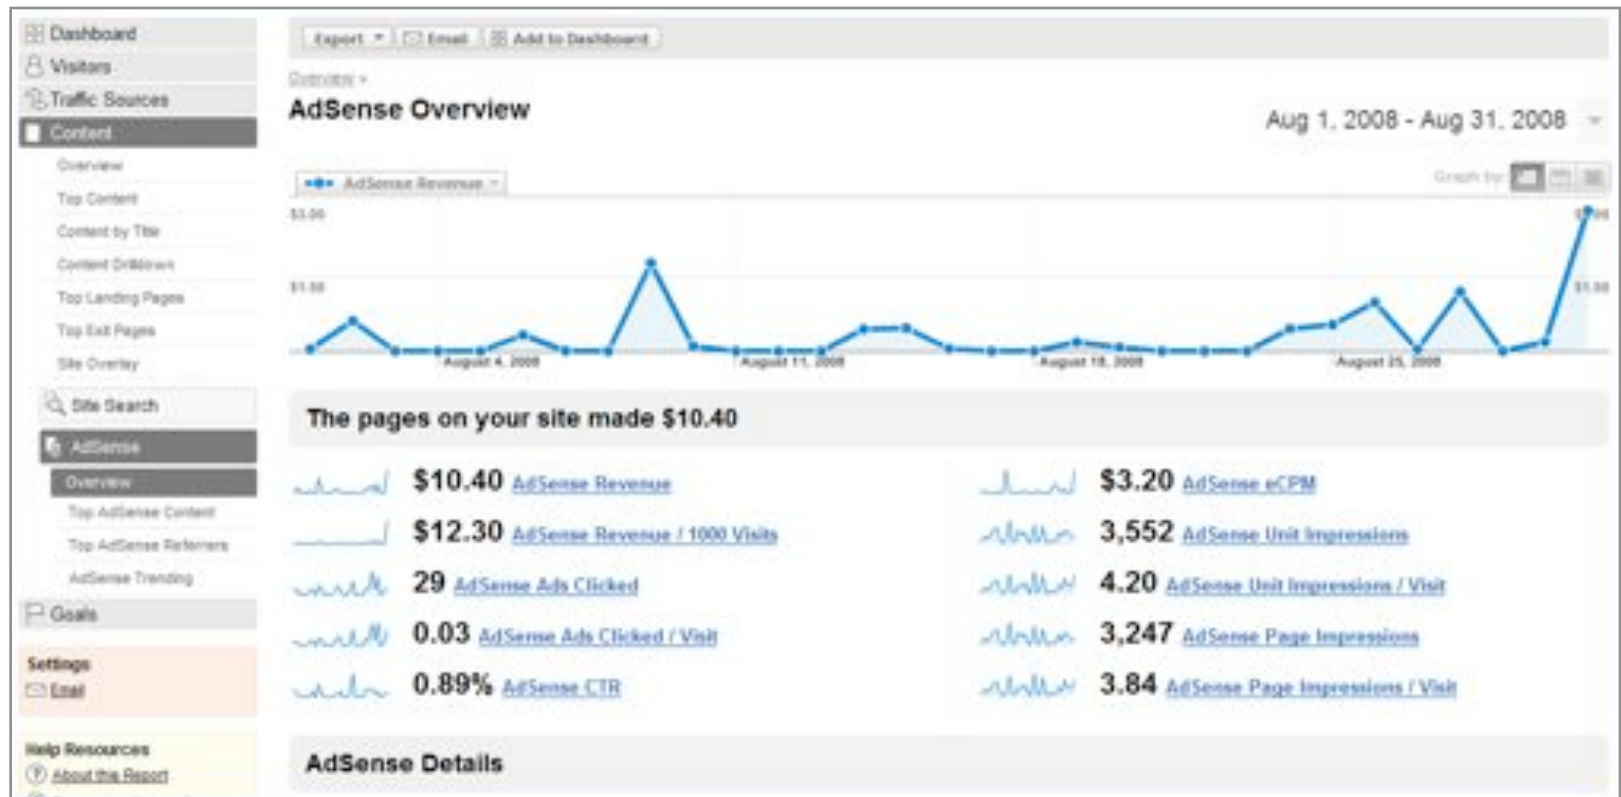 Dashboard
Visitors
Traffic Sources
Content
Overview
Top Content
Content by Title
Content Drilldown
Top Landing Pages
Top Exit Pages
Site Overlay
Site Search
AdSense
Overview
Top AdSense Content
Top AdSense Referrers
AdSense Trending
Goals
Settings
Email
Help Resources
About this Report
Export Email Add to Dashboard
Overview »
AdSense Overview
Aug 1, 2008 - Aug 31, 2008
AdSense Revenue
Graph by:
$3.00
$1.50 $1.50
August 4, 2008 August 11, 2008 August 18, 2008 August 25, 2008
The pages on your site made $10.40
$10.40 AdSense Revenue
$12.30 AdSense Revenue / 1000 Visits
29 AdSense Ads Clicked
0.03 AdSense Ads Clicked / Visit
0.89% AdSense CTR
$3.20 AdSense eCPM
3,552 AdSense Unit Impressions
4.20 AdSense Unit Impressions / Visit
3,247 AdSense Page Impressions
3.84 AdSense Page Impressions / Visit
AdSense Details